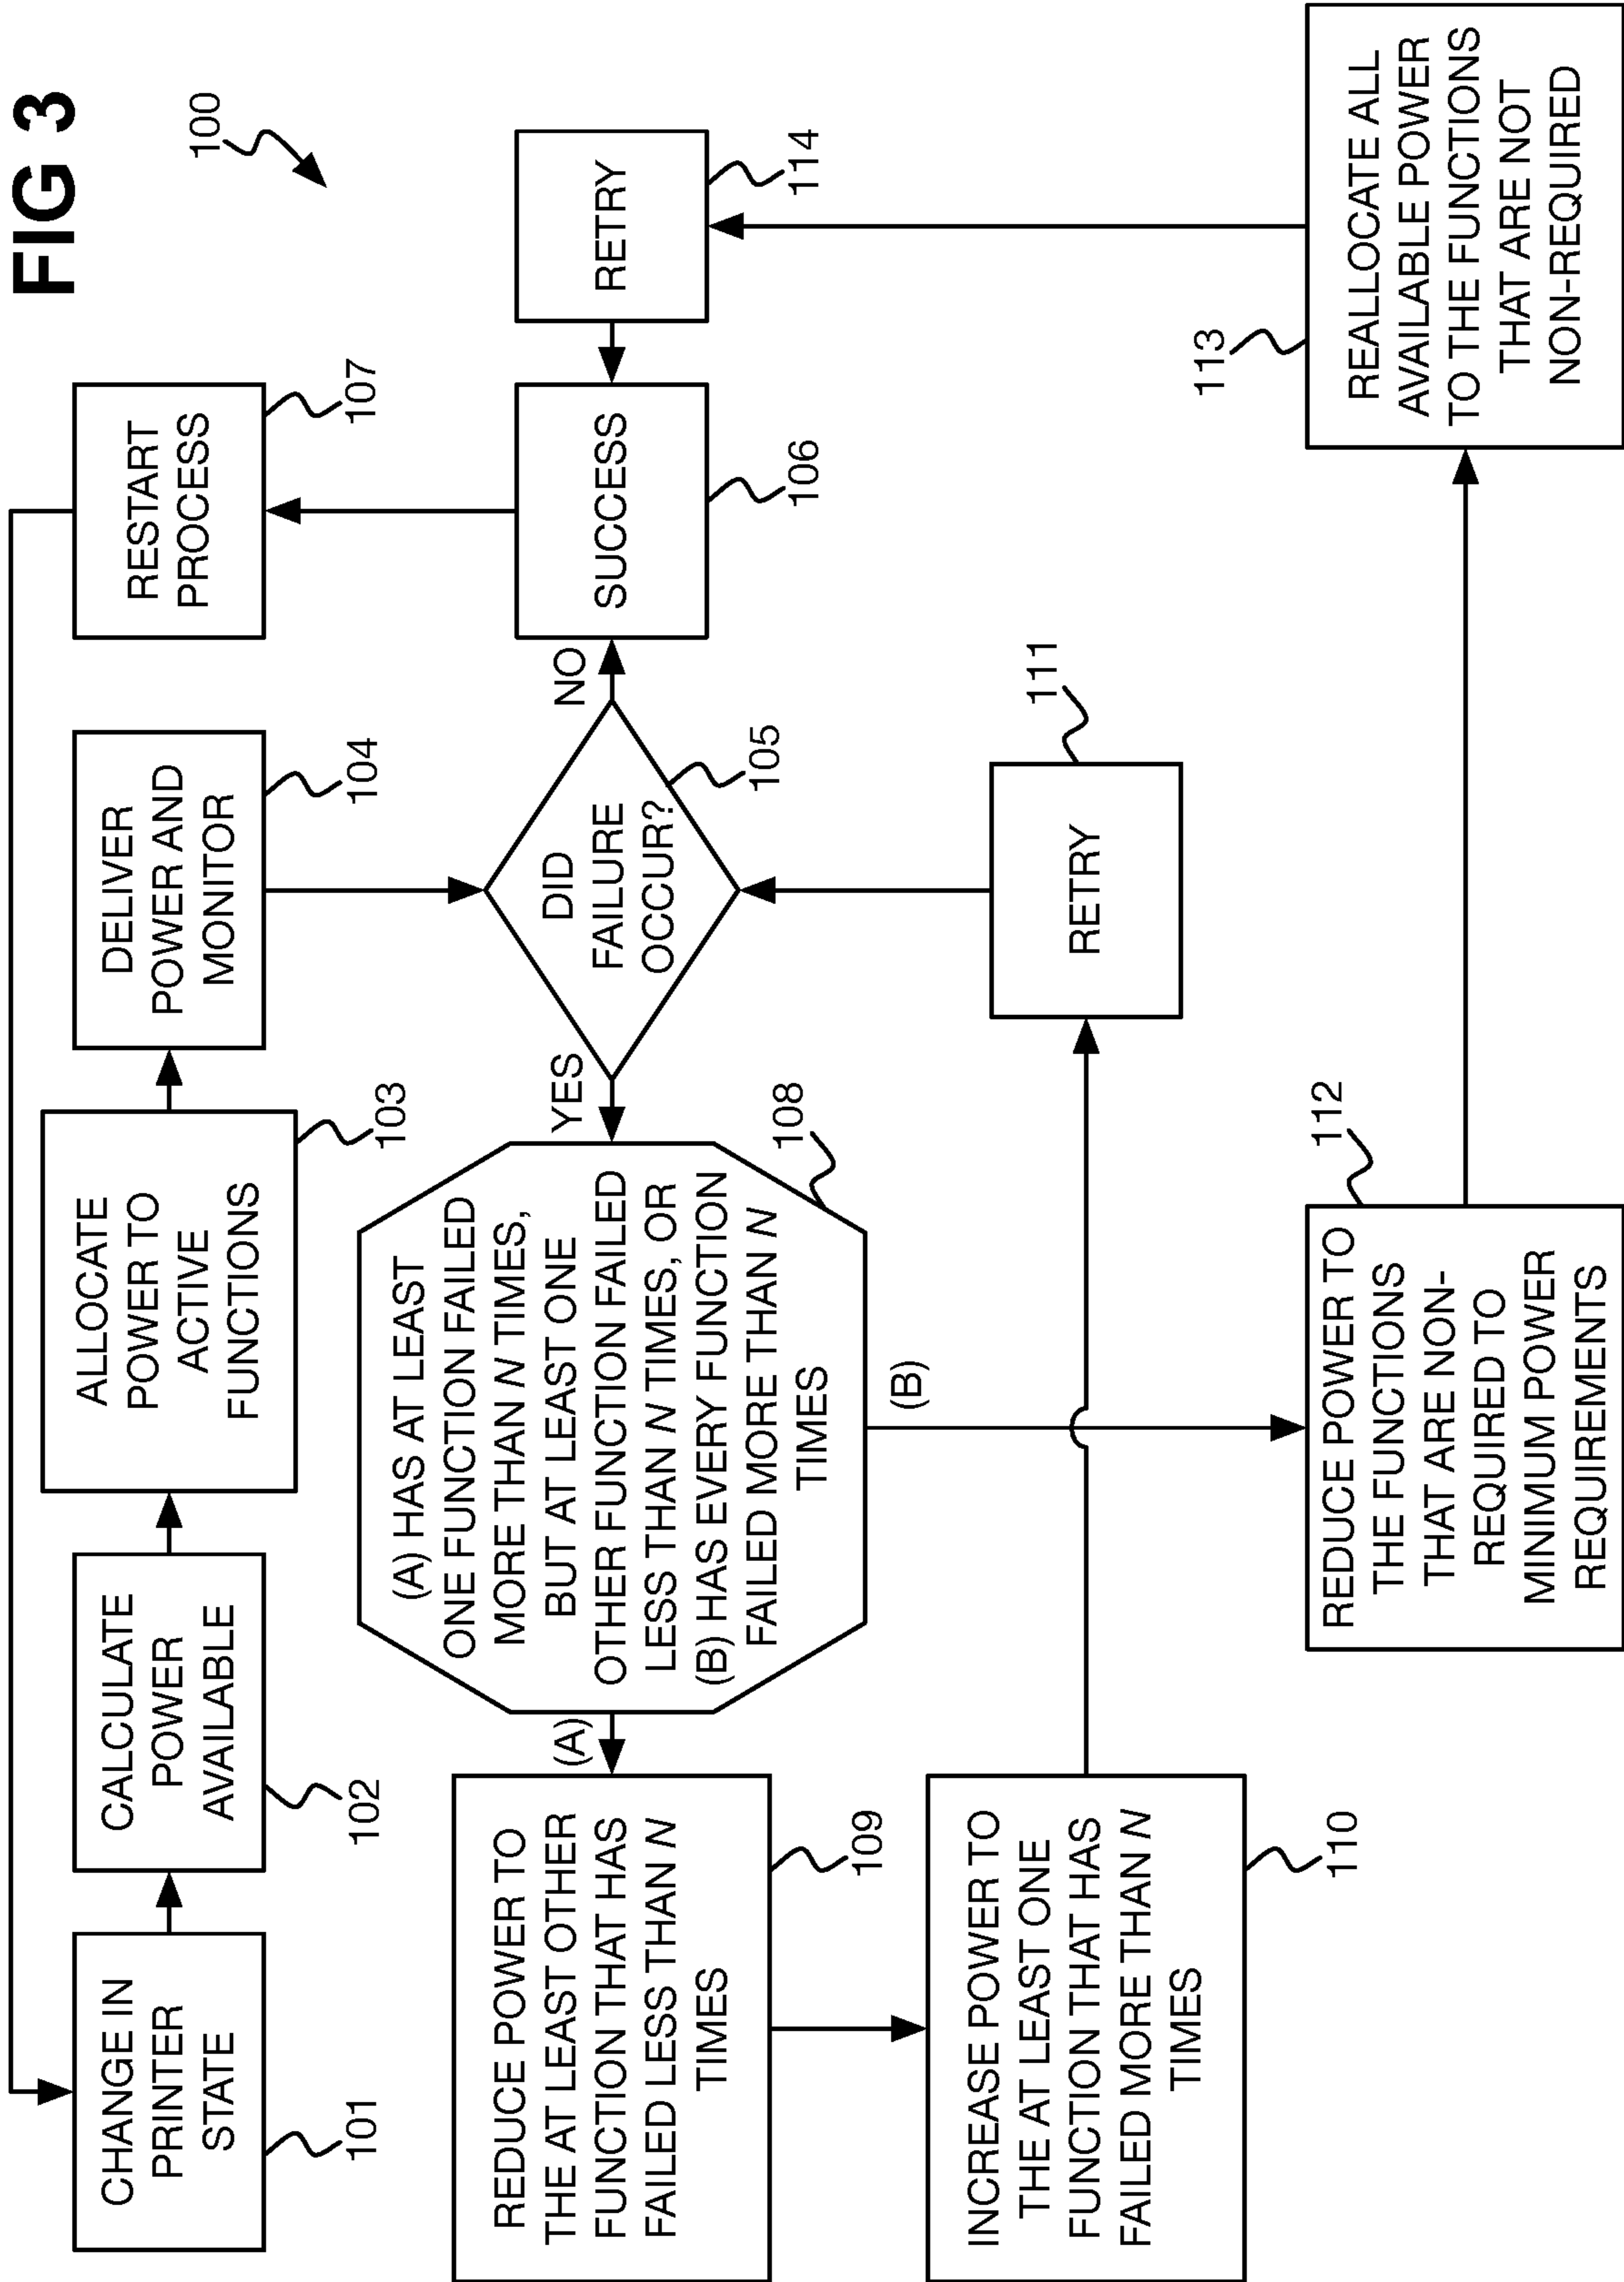 FIG 3
100
CHANGE IN
PRINTER
STATE
101
CALCULATE
POWER
AVAILABLE
102
ALLOCATE
POWER TO
ACTIVE
FUNCTIONS
103
DELIVER
POWER AND
MONITOR
104
RESTART
PROCESS
107
DID
FAILURE
OCCUR?
105
NO
YES
SUCCESS
106
RETRY
114
(A) HAS AT LEAST
ONE FUNCTION FAILED
MORE THAN N TIMES,
BUT AT LEAST ONE
OTHER FUNCTION FAILED
LESS THAN N TIMES, OR
(B) HAS EVERY FUNCTION
FAILED MORE THAN N
TIMES
108
(A)
(B)
REDUCE POWER TO
THE AT LEAST OTHER
FUNCTION THAT HAS
FAILED LESS THAN N
TIMES
109
INCREASE POWER TO
THE AT LEAST ONE
FUNCTION THAT HAS
FAILED MORE THAN N
TIMES
110
RETRY
111
REDUCE POWER TO
THE FUNCTIONS
THAT ARE NON-
REQUIRED TO
MINIMUM POWER
REQUIREMENTS
112
REALLOCATE ALL
AVAILABLE POWER
TO THE FUNCTIONS
THAT ARE NOT
NON-REQUIRED
113